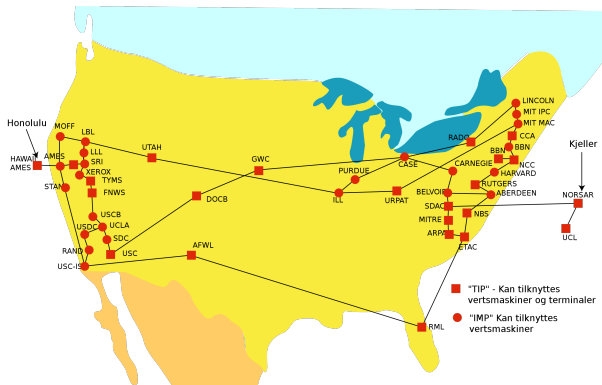 LINCOLN
MIT IPC
MIT MAC
Honolulu
MOFF
LBL
RADC
CCA
LLL
UTAH
BBN
BBN
Kjeller
HAWAII
AMES
AMES
SRI
GWC
CASE
CARNEGIE
NCC
XEROX
PURDUE
HARVARD
TYMS
RUTGERS
STAN
FNWS
DOCB
ILL
URPAT
BELVOIR
ABERDEEN
NORSAR
SDAC
USCB
NBS
USDC
UCLA
MITRE
SDC
ARPA
UCL
RAND
USC
AFWL
ETAC
USC-ISI
"TIP" - Kan tilknyttes
vertsmaskiner og terminaler
"IMP" Kan tilknyttes
vertsmaskiner
RML